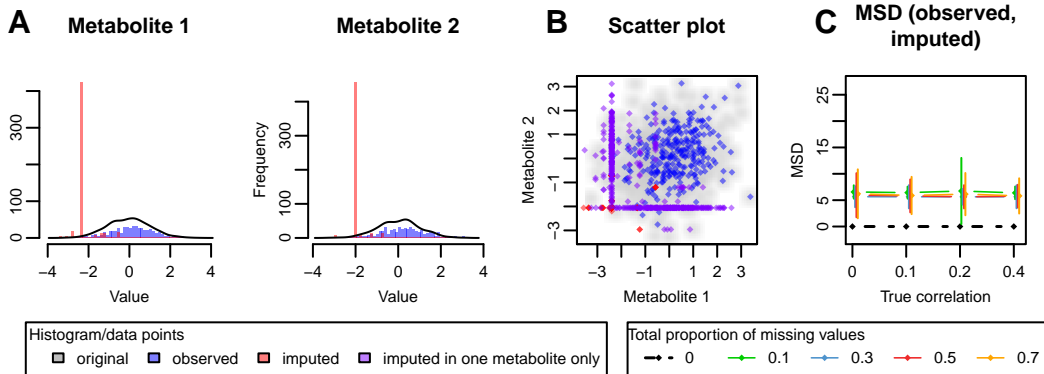 A Metabolite 1
Metabolite 2
B Scatter plot
C MSD (observed, imputed)
0 100 300
−4 −2 0 2 4
Value
Frequency
0 100 300
−4 −2 0 2 4
Value
Metabolite 2
−3 −1 1 2 3
−3 −1 0 1 2 3
Metabolite 1
MSD
0 5 15 25
0 0.1 0.2 0.4
True correlation
Histogram/data points
original observed imputed imputed in one metabolite only
Total proportion of missing values
0 0.1 0.3 0.5 0.7